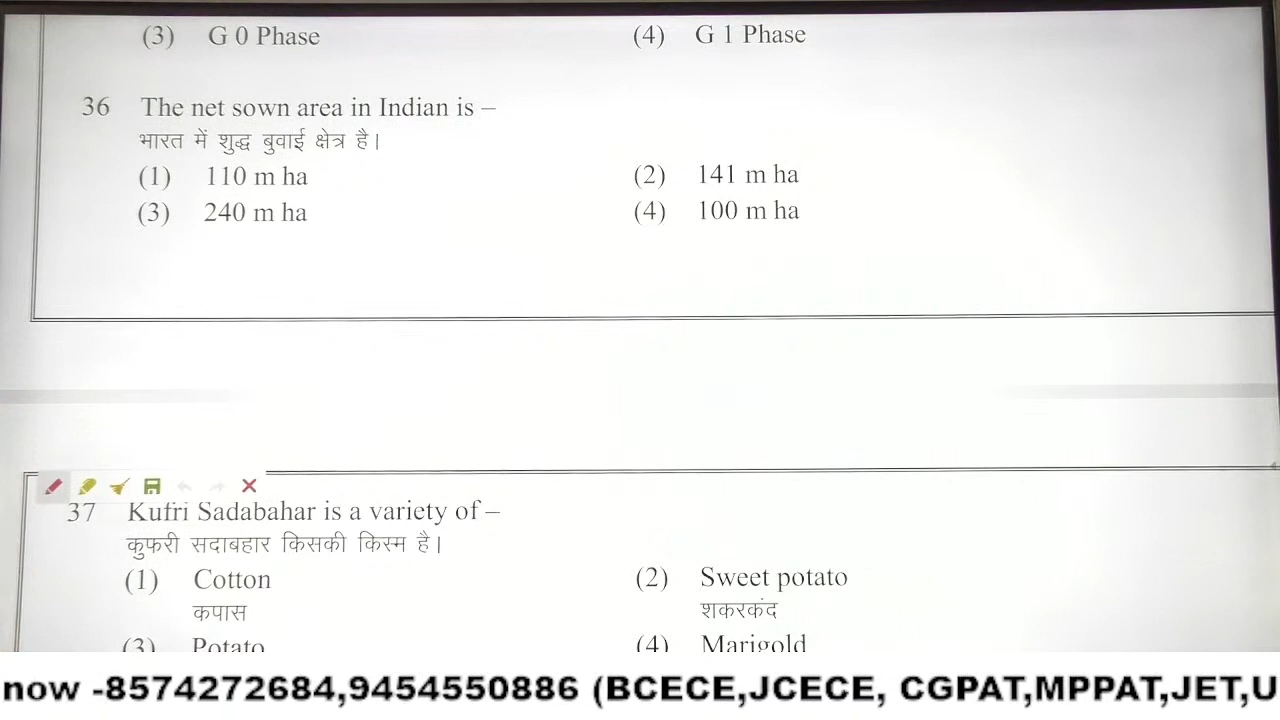 (3) G 0 Phase (4) G 1 Phase
36 The net sown area in Indian is –
भारत में शुद्ध बुवाई क्षेत्र है।
(1) 110 m ha (2) 141 m ha
(3) 240 m ha (4) 100 m ha
37 Kufri Sadabahar is a variety of –
कुफरी सदाबहार किसकी किस्म है।
(1) Cotton (2) Sweet potato
कपास शकरकंद
(3) Potato (4) Marigold
now -8574272684,9454550886 (BCECE,JCECE, CGPAT,MPPAT,JET,U